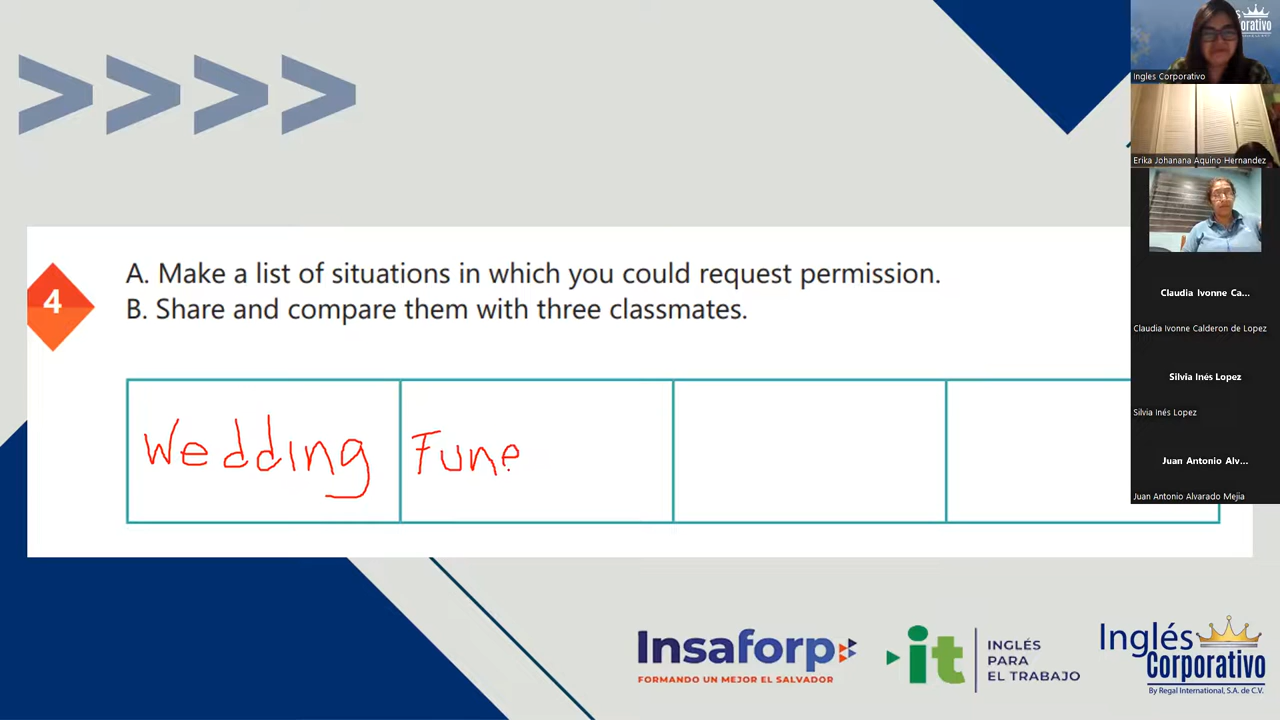 >>>>
orativo
Ingles Corporativo
Erika Johanana Aquino Hernandez
Claudia Ivonne Ca...
Claudia Ivonne Calderon de Lopez
Silvia Inés Lopez
Silvia Inés Lopez
Juan Antonio Alv...
Juan Antonio Alvarado Mejia
4
A. Make a list of situations in which you could request permission.
B. Share and compare them with three classmates.
Wedding
Fune
Insaforp
FORMANDO UN MEJOR EL SALVADOR
it
INGLÉS
PARA
EL TRABAJO
Inglés
Corporativo
By Regal International, S.A. de C.V.